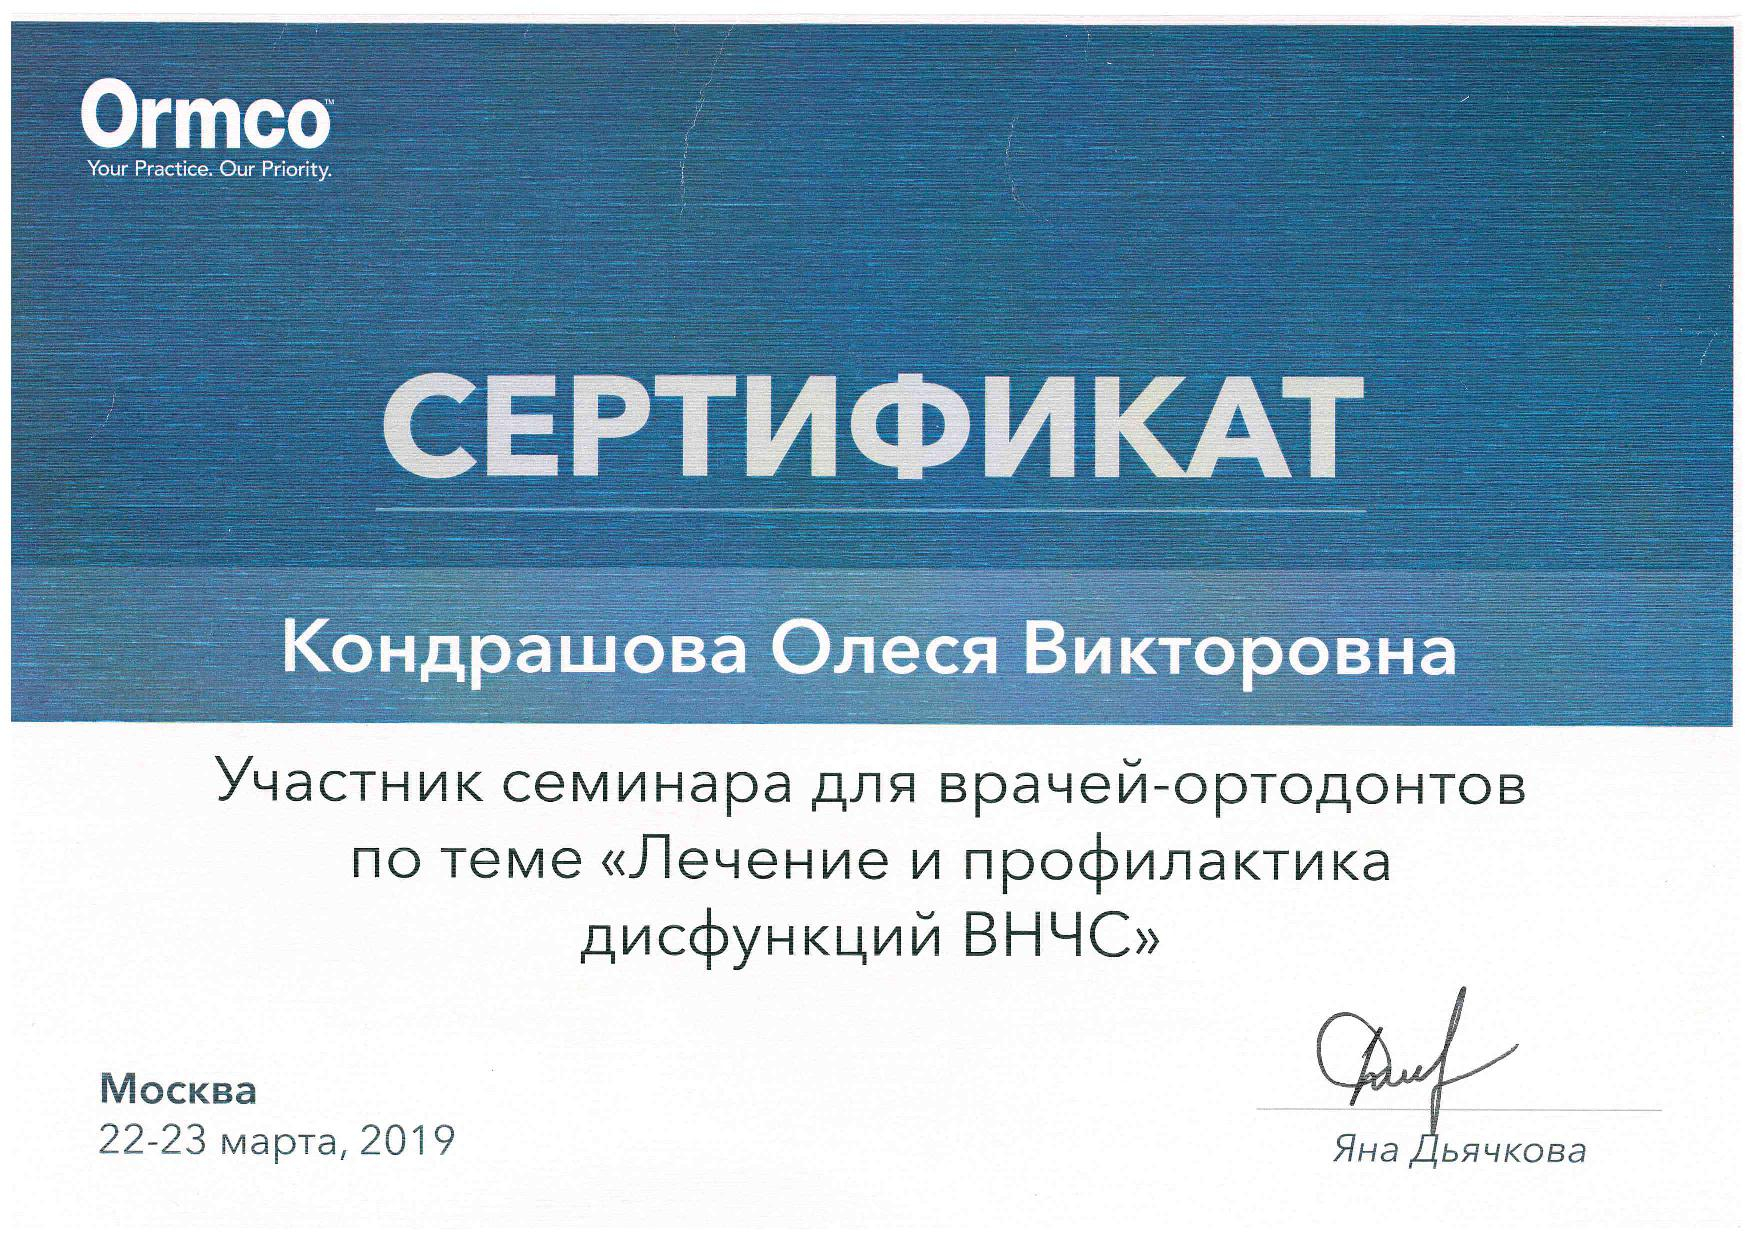 Ormco™
Your Practice. Our Priority.
СЕРТИФИКАТ
Кондрашова Олеся Викторовна
Участник семинара для врачей-ортодонтов
по теме «Лечение и профилактика
дисфункций ВНЧС»
Москва
22-23 марта, 2019
Яна Дьячкова